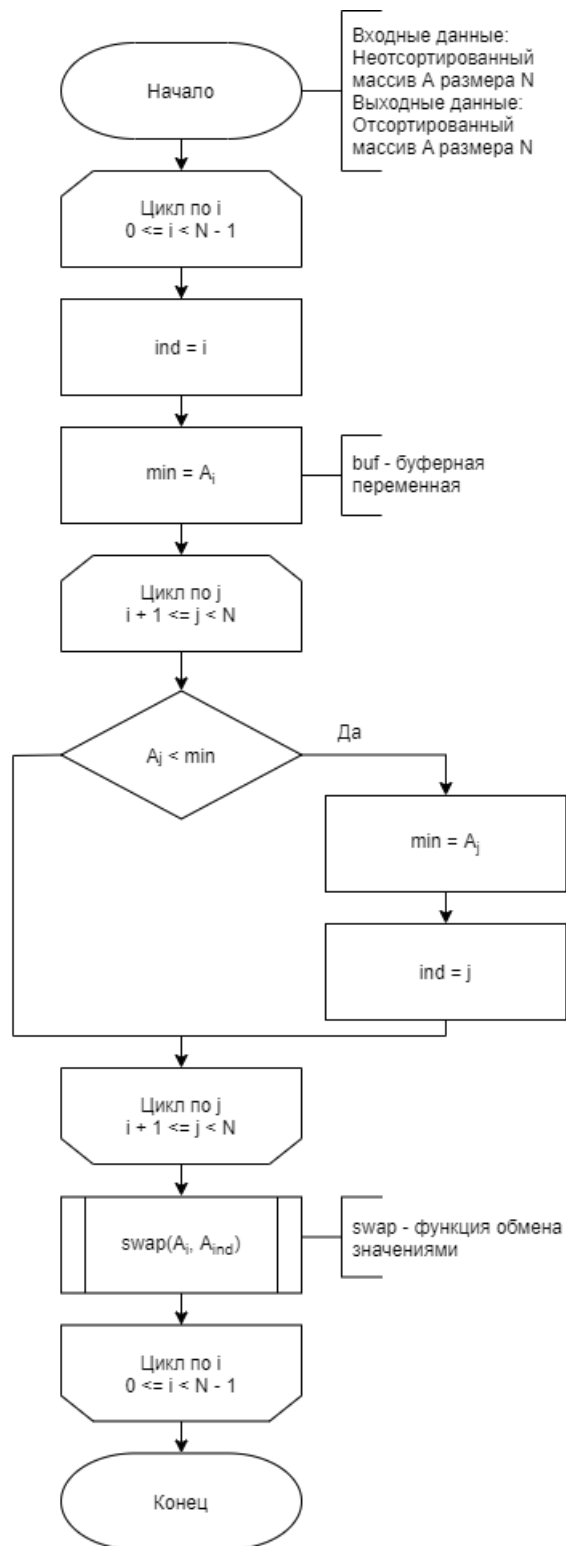 Начало
Входные данные:
Неотсортированный
массив А размера N
Выходные данные:
Отсортированный
массив А размера N
Цикл по i
0 <= i < N - 1
ind = i
min = Ai
buf - буферная
переменная
Цикл по j
i + 1 <= j < N
Aj < min
Да
min = Aj
ind = j
Цикл по j
i + 1 <= j < N
swap(Ai, Aind)
swap - функция обмена
значениями
Цикл по i
0 <= i < N - 1
Конец